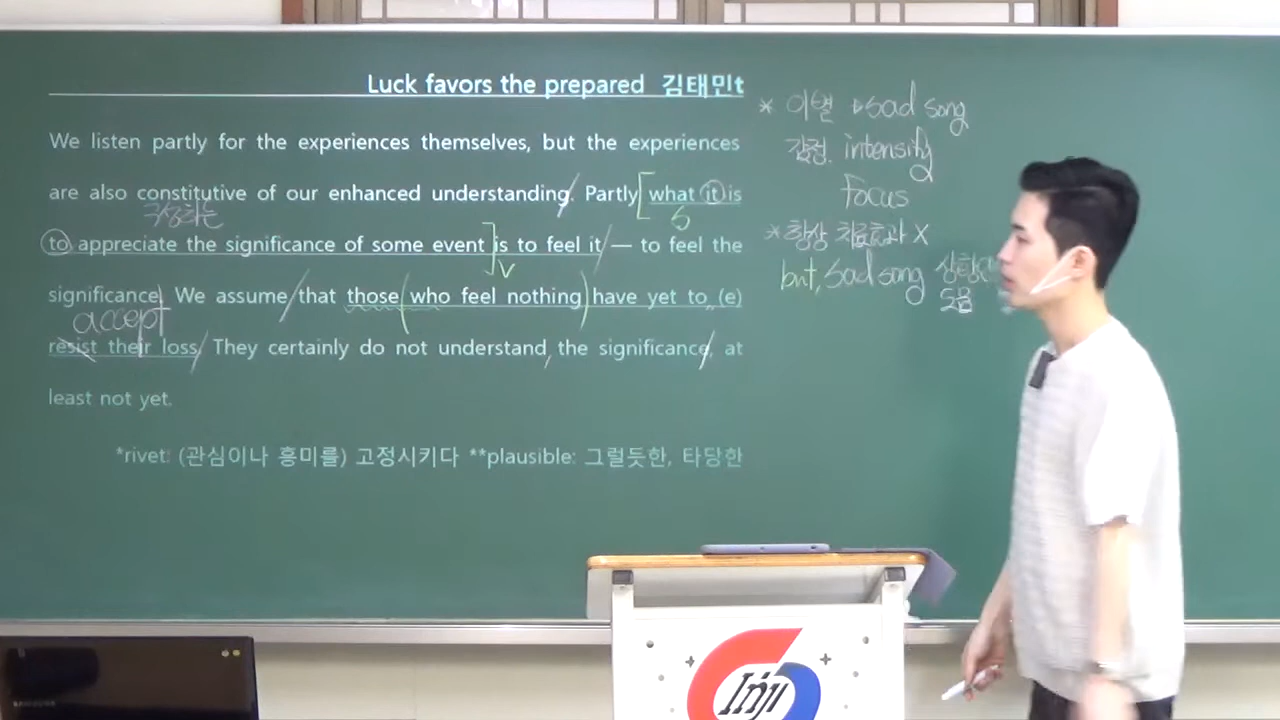 Luck favors the prepared 김태민t
We listen partly for the experiences themselves, but the experiences
are also constitutive of our enhanced understanding. Partly what it is
구성하는 S
to appreciate the significance of some event is to feel it — to feel the
V
significance. We assume that those who feel nothing have yet to (e)
accept
resist their loss. They certainly do not understand, the significance, at
least not yet.
*rivet: (관심이나 흥미를) 고정시키다 **plausible: 그럴듯한, 타당한
* 이별 → sad song
감정. intensity
focus
* 항상 치료효과 X
but, sad song
도움
Inji